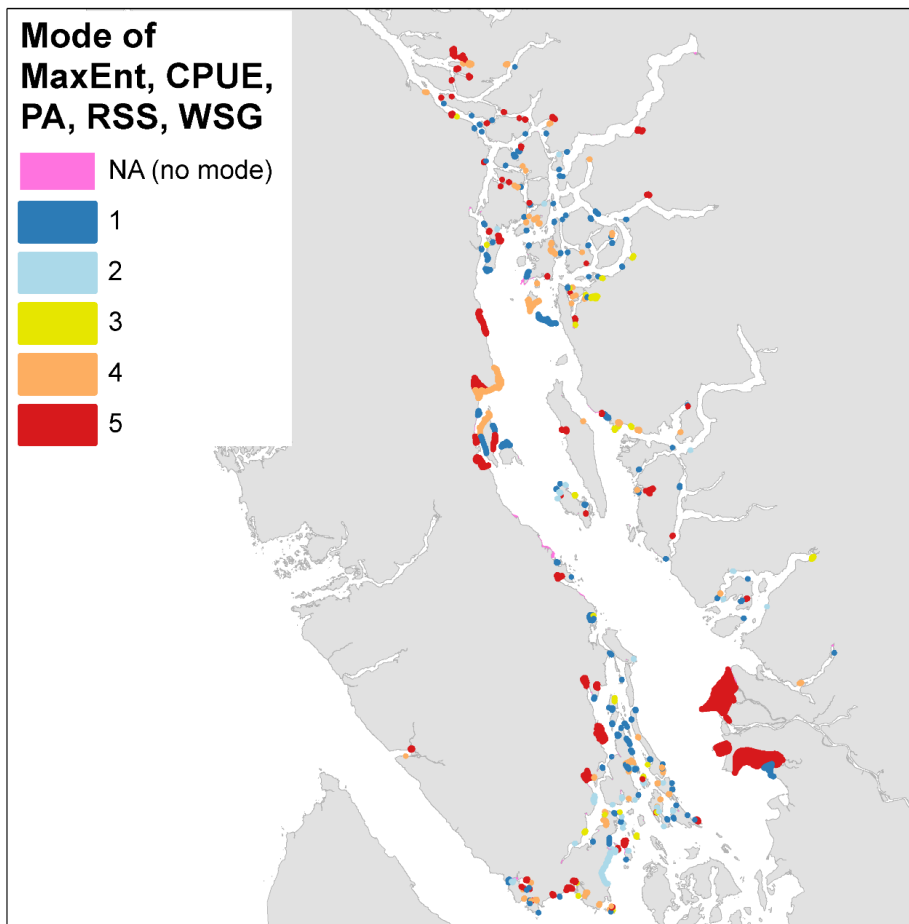 Mode of
MaxEnt, CPUE,
PA, RSS, WSG
NA (no mode)
1
2
3
4
5